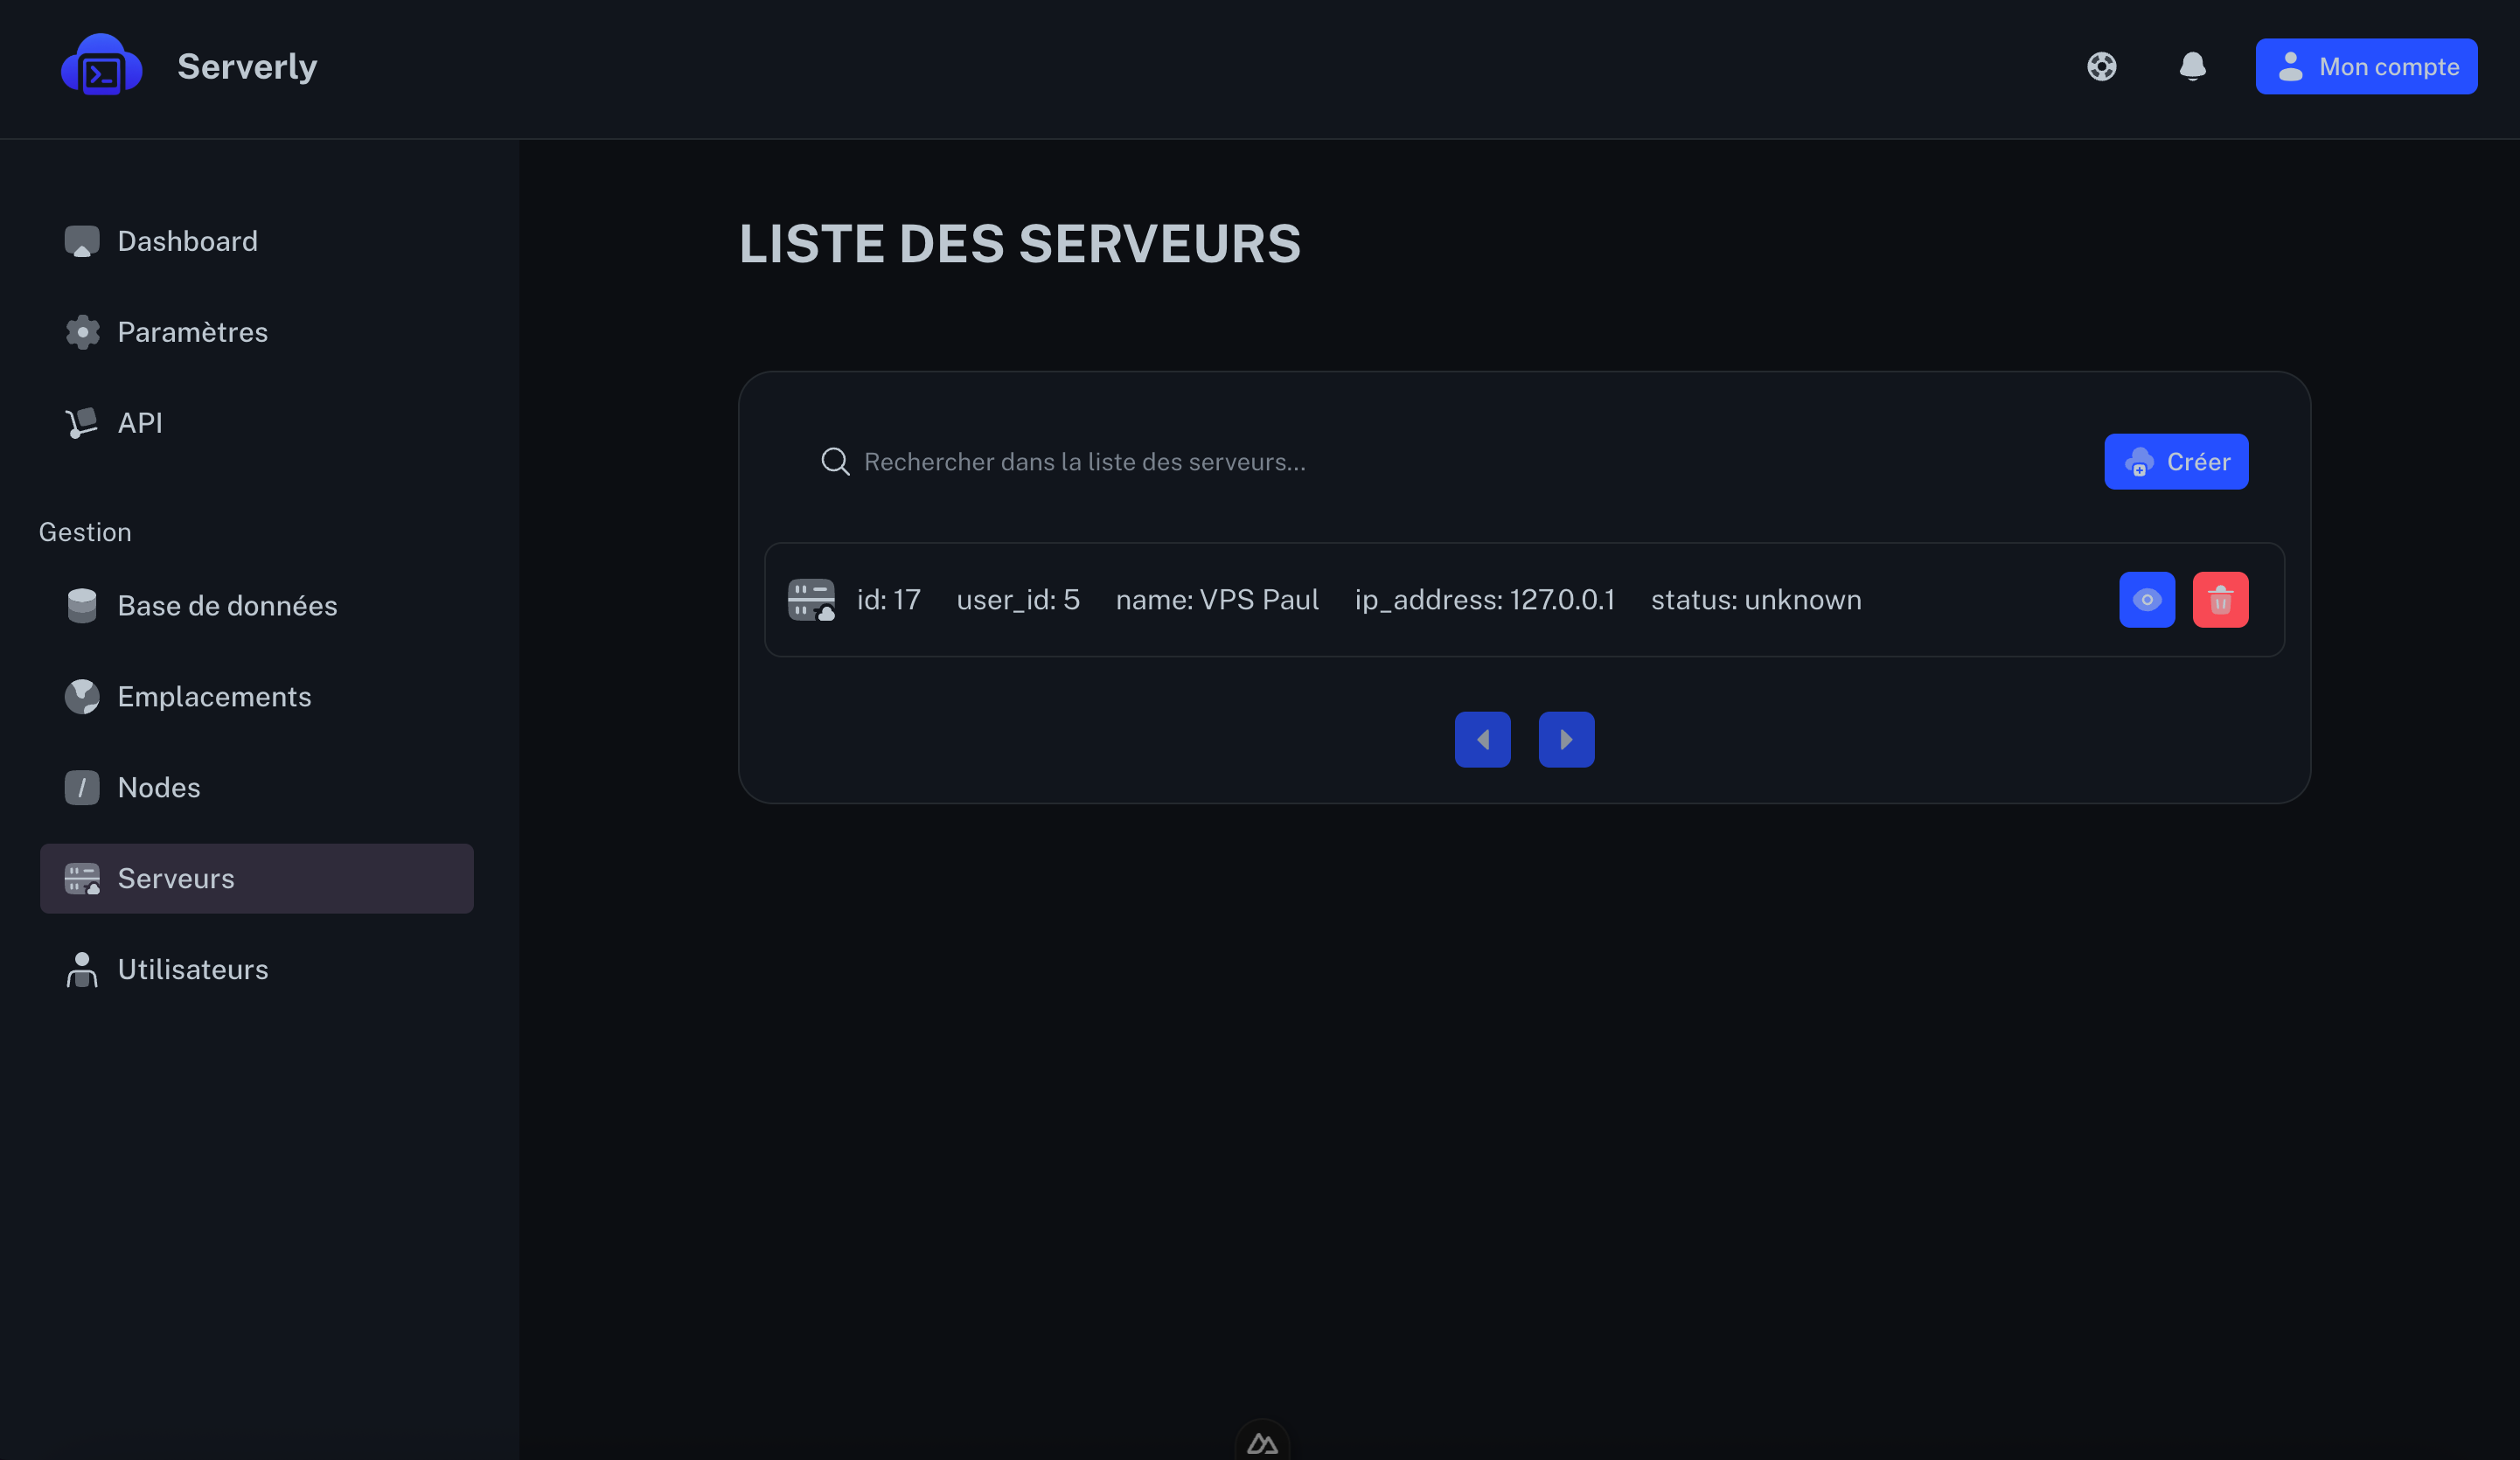 Serverly
Mon compte
Dashboard
Paramètres
API
Gestion
Base de données
Emplacements
Nodes
Serveurs
Utilisateurs
LISTE DES SERVEURS
Rechercher dans la liste des serveurs...
Créer
id: 17 user_id: 5 name: VPS Paul ip_address: 127.0.0.1 status: unknown